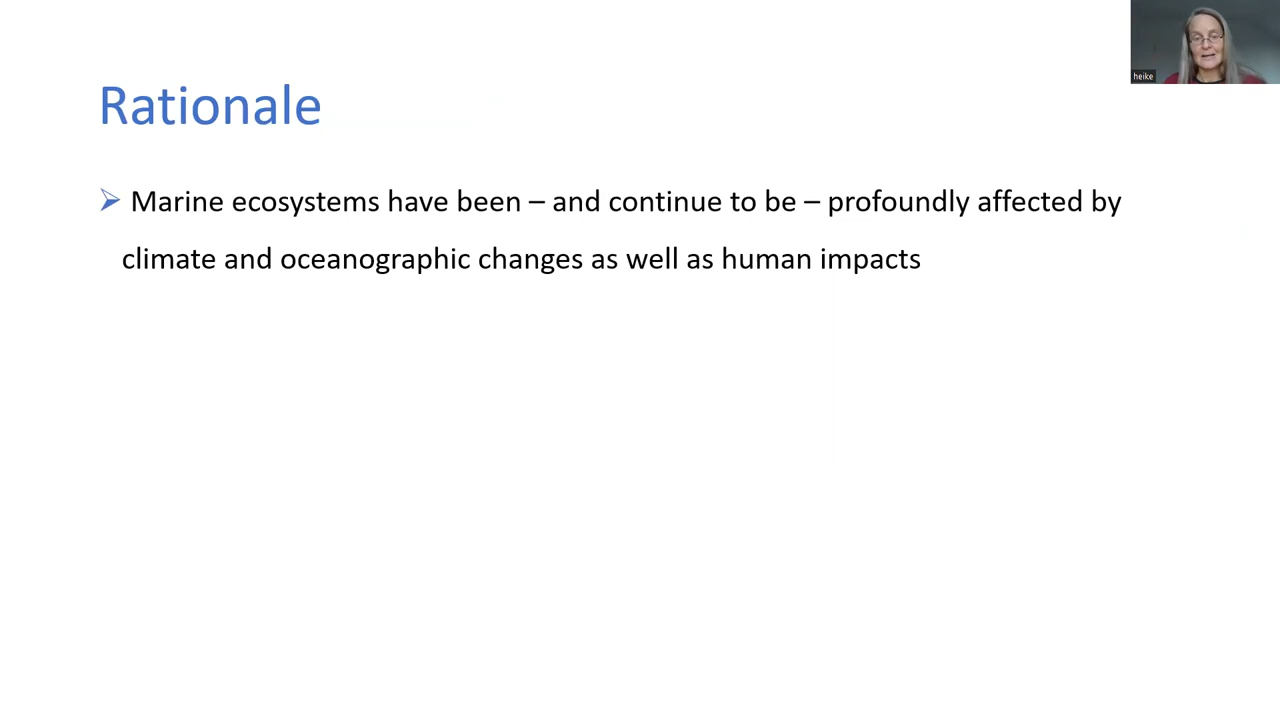 heike
Rationale
Marine ecosystems have been – and continue to be – profoundly affected by
climate and oceanographic changes as well as human impacts